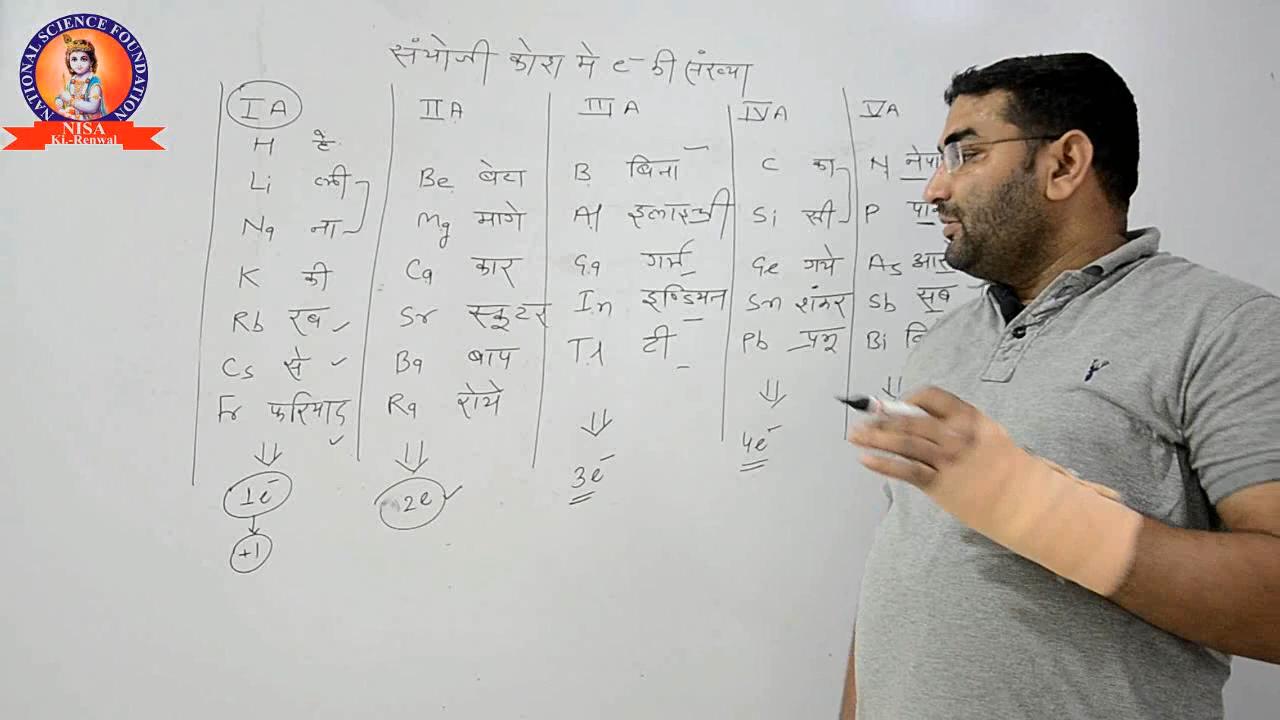 NATIONAL SCIENCE FOUNDATION
NISA
Ki.-Renwal
संयोजी कोश मे e⁻ की संख्या
IA IIA IIIA IVA VA
H हे
Li ली Be बेटा B बिना C का N
Na ना Mg मागे Al इलाइची Si सी P
K की Ca कार Ga गर्म Ge गये As
Rb रब Sr स्कूटर In इण्डियन Sn शंकर Sb सब
Cs से Ba बाप Tl टी Pb प्रभू Bi
Fr फरियाद Ra रोये
⇓ ⇓ ⇓ ⇓ ⇓
1e⁻ 2e 3e⁻ 4e⁻
↓
+1